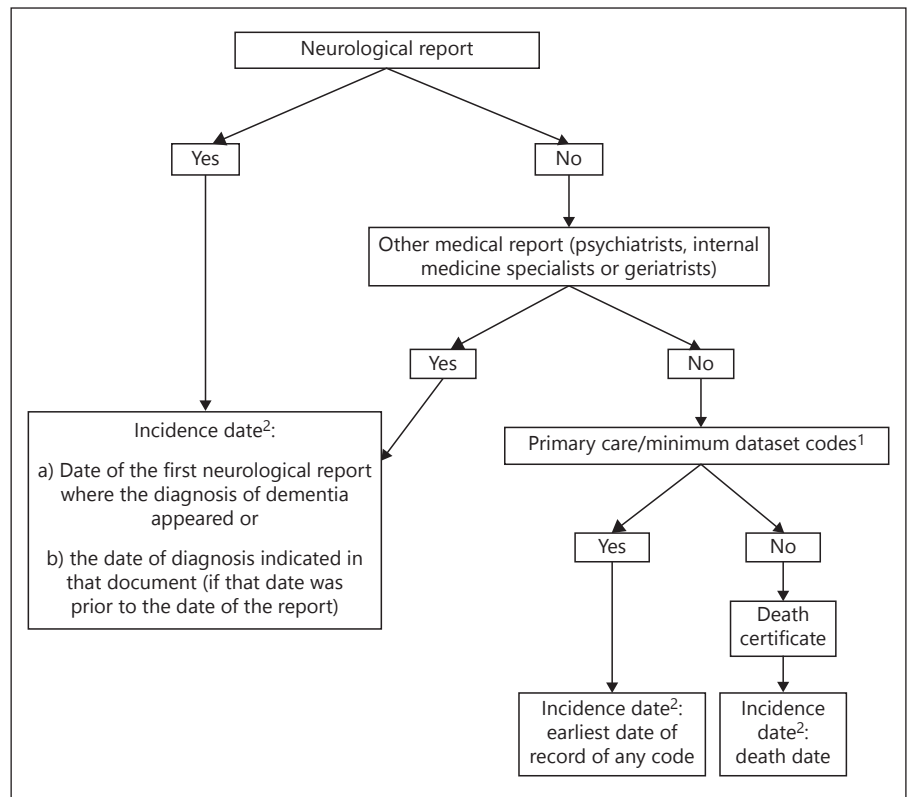 Neurological report
Yes
No
Other medical report (psychiatrists, internal
medicine specialists or geriatrists)
Yes
No
Incidence date²:
a) Date of the first neurological report
where the diagnosis of dementia
appeared or
b) the date of diagnosis indicated in
that document (if that date was
prior to the date of the report)
Primary care/minimum dataset codes¹
Yes
No
Death
certificate
Incidence date²:
earliest date of
record of any code
Incidence
date²:
death date